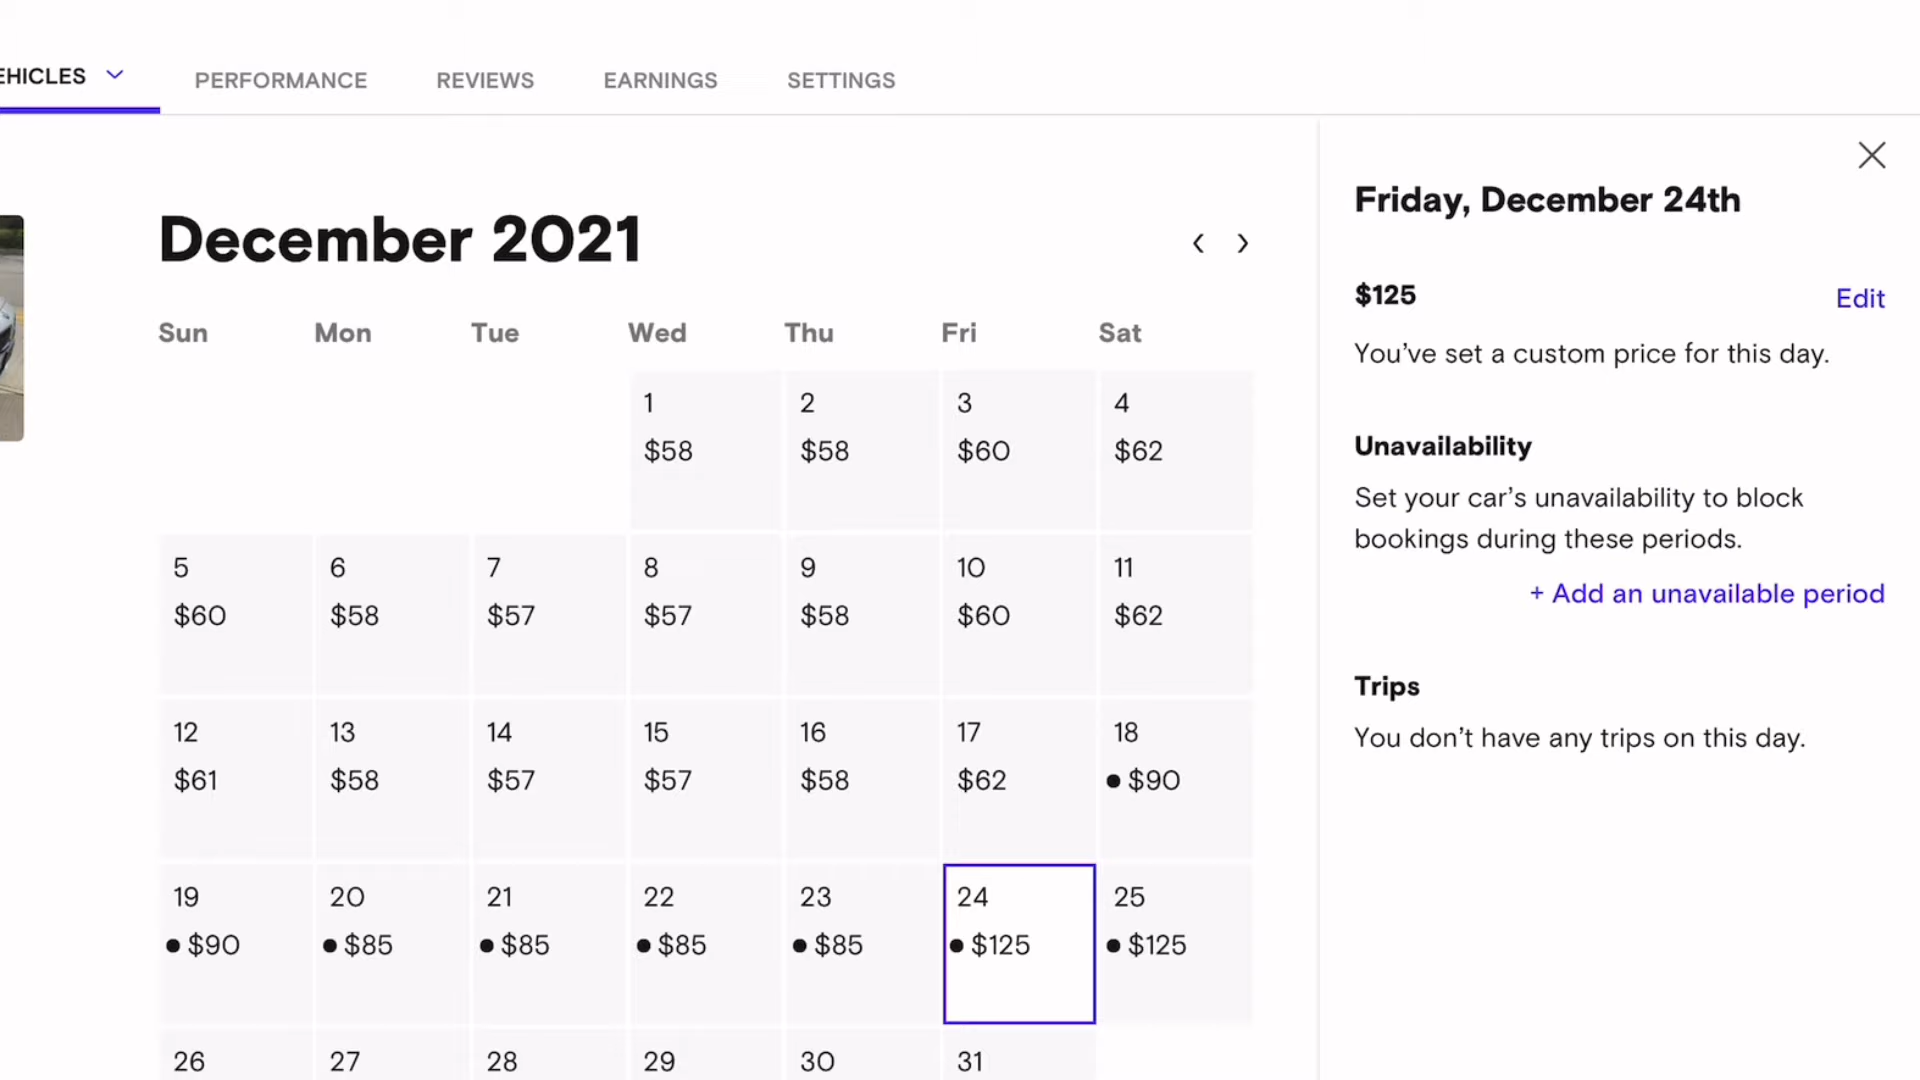 EHICLES PERFORMANCE REVIEWS EARNINGS SETTINGS
December 2021
Sun Mon Tue Wed Thu Fri Sat
1 2 3 4
$58 $58 $60 $62
5 6 7 8 9 10 11
$60 $58 $57 $57 $58 $60 $62
12 13 14 15 16 17 18
$61 $58 $57 $57 $58 $62 $90
19 20 21 22 23 24 25
$90 $85 $85 $85 $85 $125 $125
26 27 28 29 30 31
Friday, December 24th
$125 Edit
You’ve set a custom price for this day.
Unavailability
Set your car’s unavailability to block
bookings during these periods.
+ Add an unavailable period
Trips
You don’t have any trips on this day.